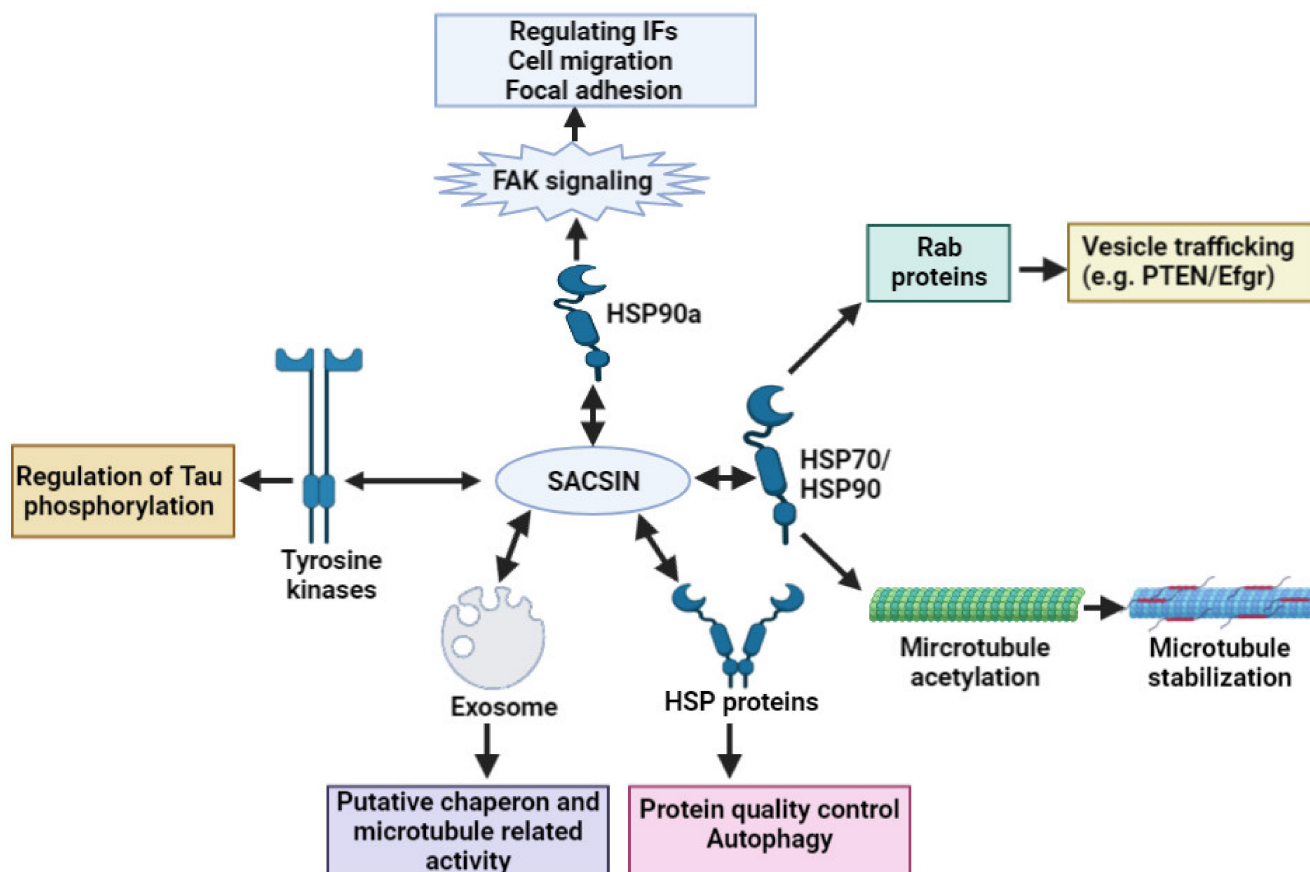 Regulating IFs
Cell migration
Focal adhesion
FAK signaling
HSP90a
Rab
proteins
Vesicle trafficking
(e.g. PTEN/Efgr)
HSP70/
HSP90
SACSIN
Regulation of Tau
phosphorylation
Tyrosine
kinases
Exosome
HSP proteins
Mircrotubule
acetylation
Microtubule
stabilization
Putative chaperon and
microtubule related
activity
Protein quality control
Autophagy